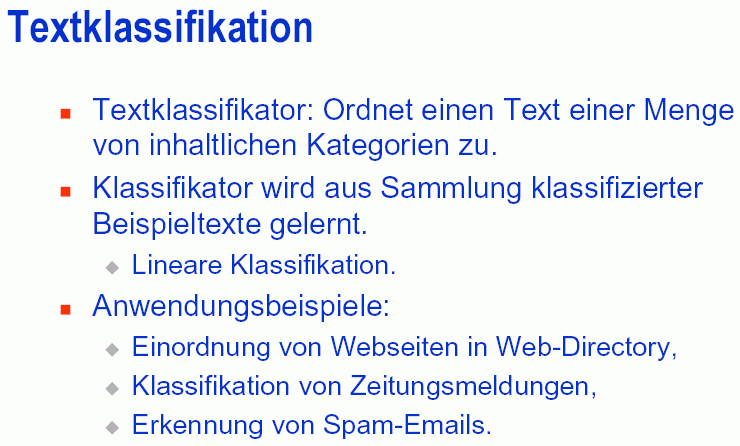 Textklassifikation
Textklassifikator: Ordnet einen Text einer Menge
von inhaltlichen Kategorien zu.
Klassifikator wird aus Sammlung klassifizierter
Beispieltexte gelernt.
Lineare Klassifikation.
Anwendungsbeispiele:
Einordnung von Webseiten in Web-Directory,
Klassifikation von Zeitungsmeldungen,
Erkennung von Spam-Emails.